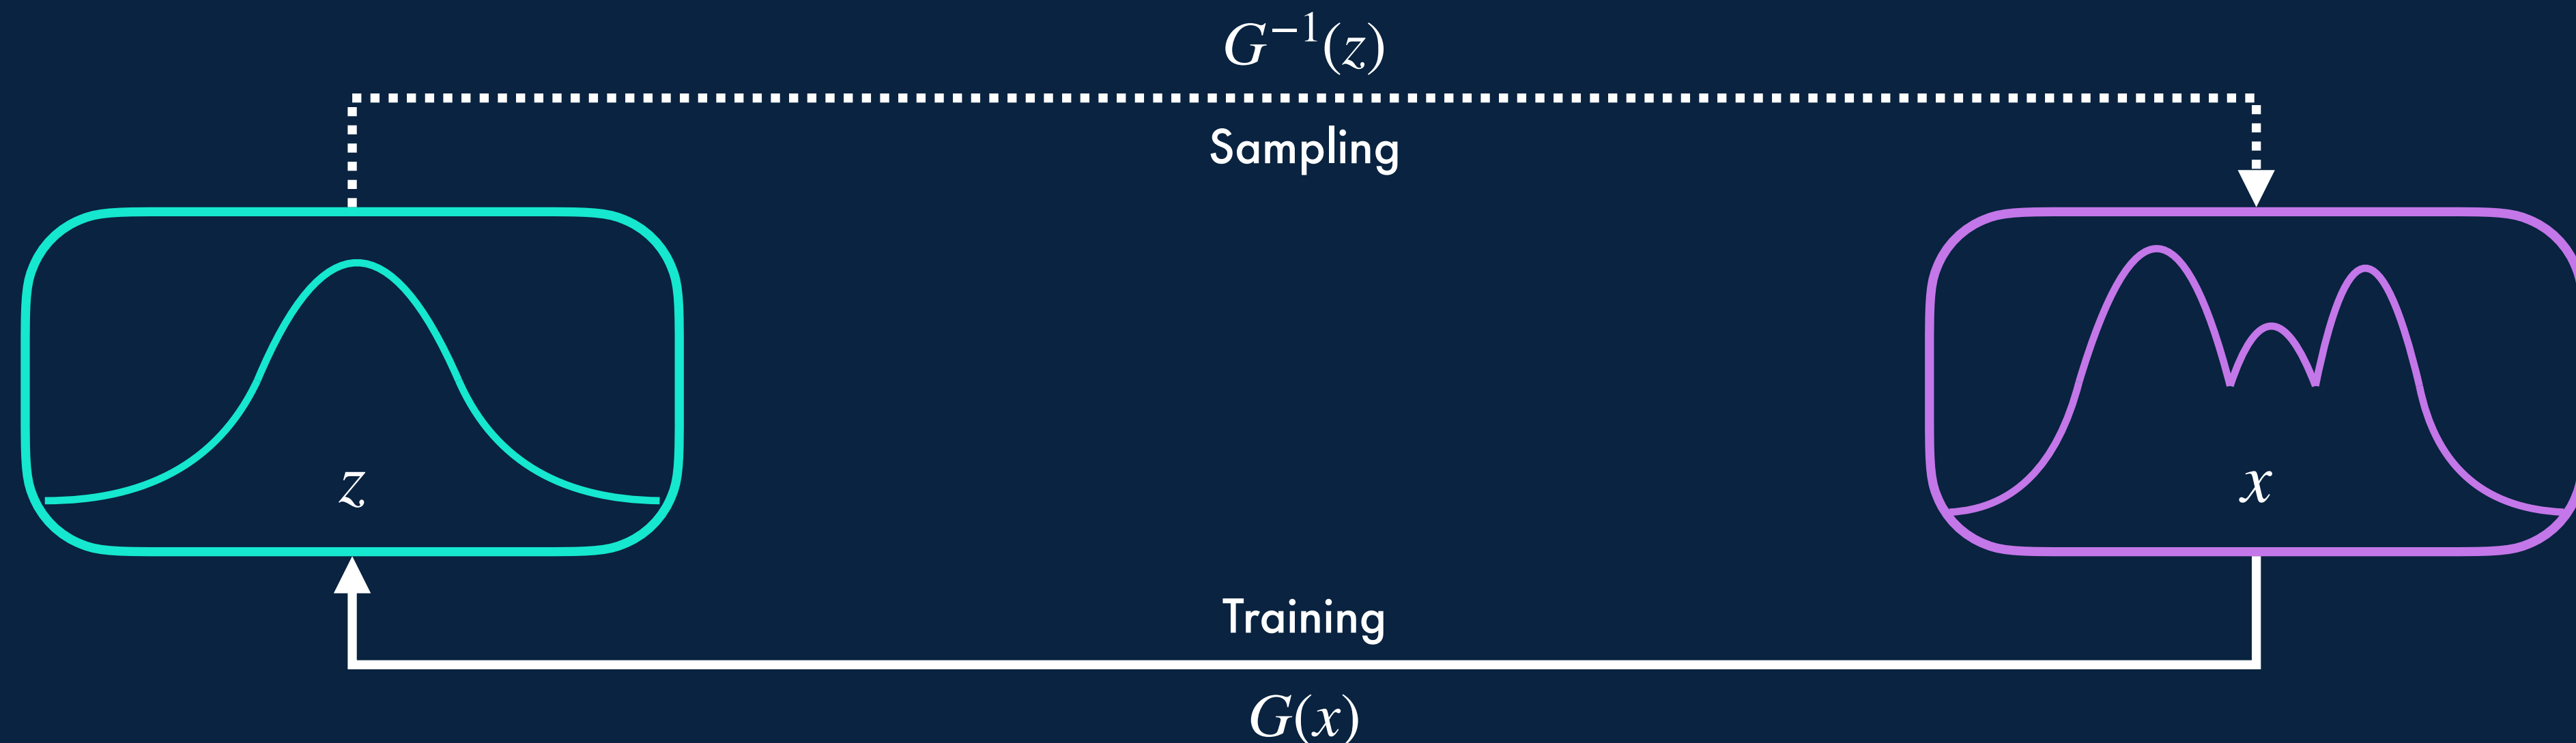 G⁻¹(z)
Sampling
z
x
Training
G(x)